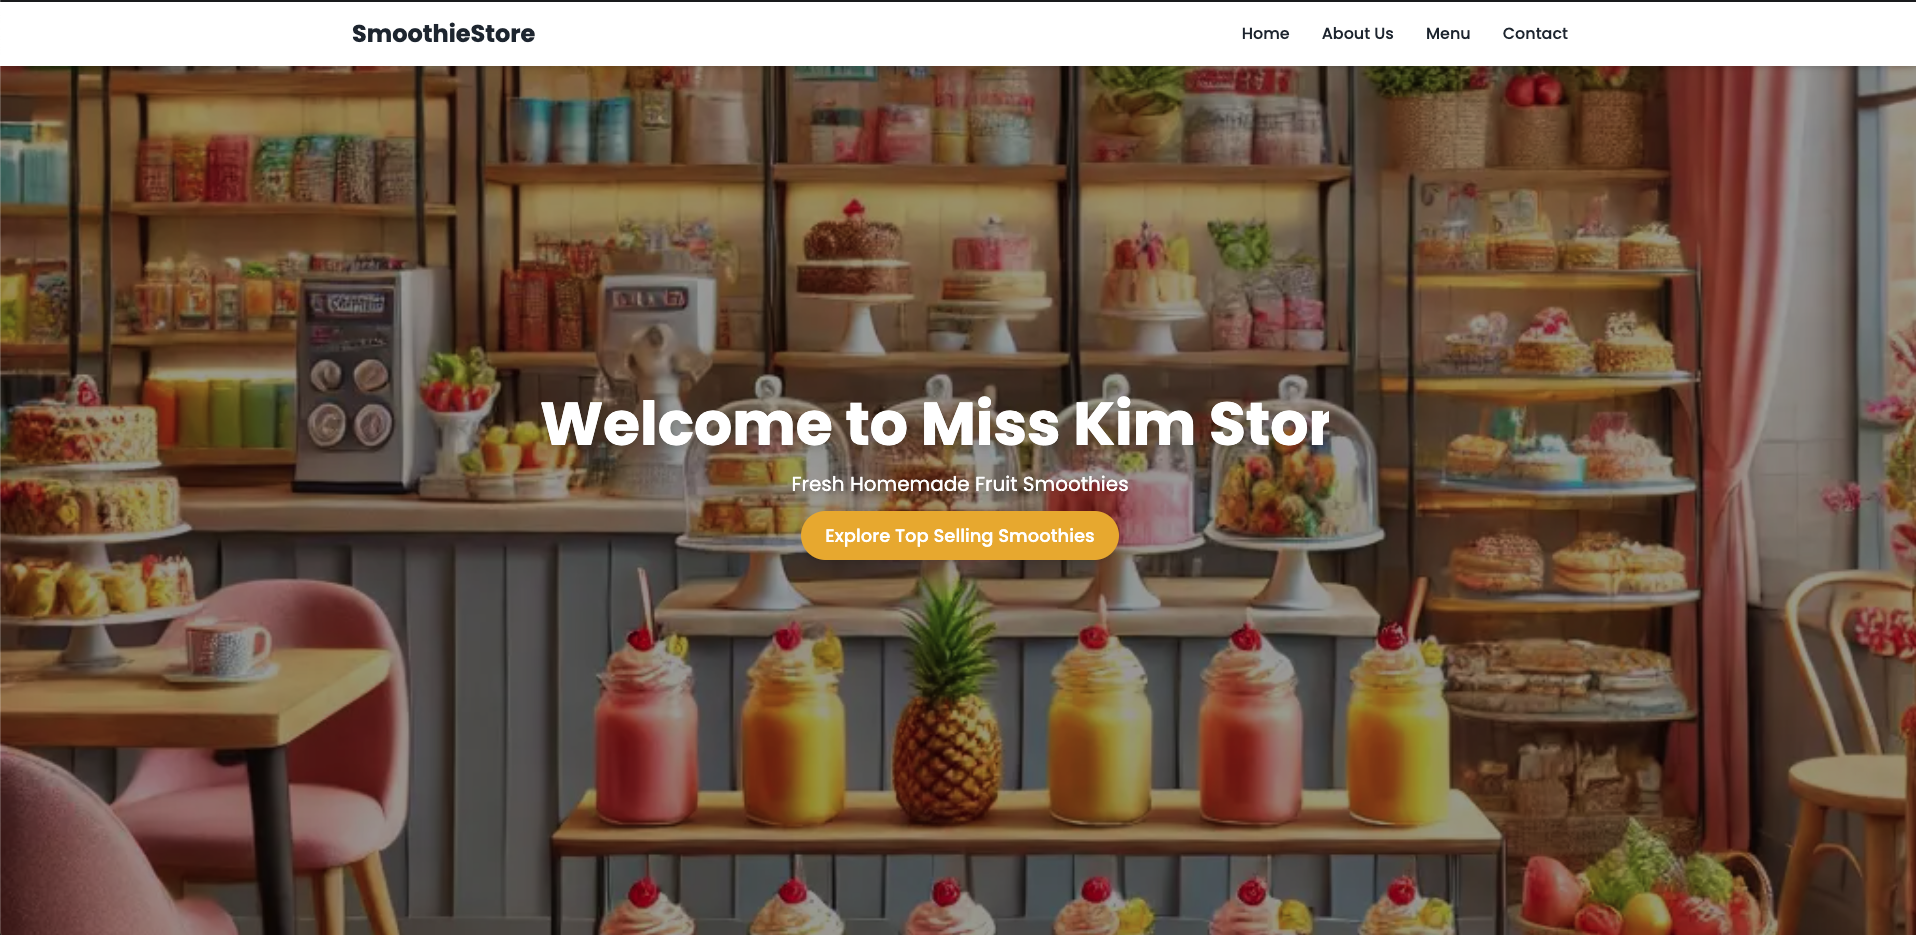 SmoothieStore
Home About Us Menu Contact
Welcome to Miss Kim Stor
Fresh Homemade Fruit Smoothies
Explore Top Selling Smoothies